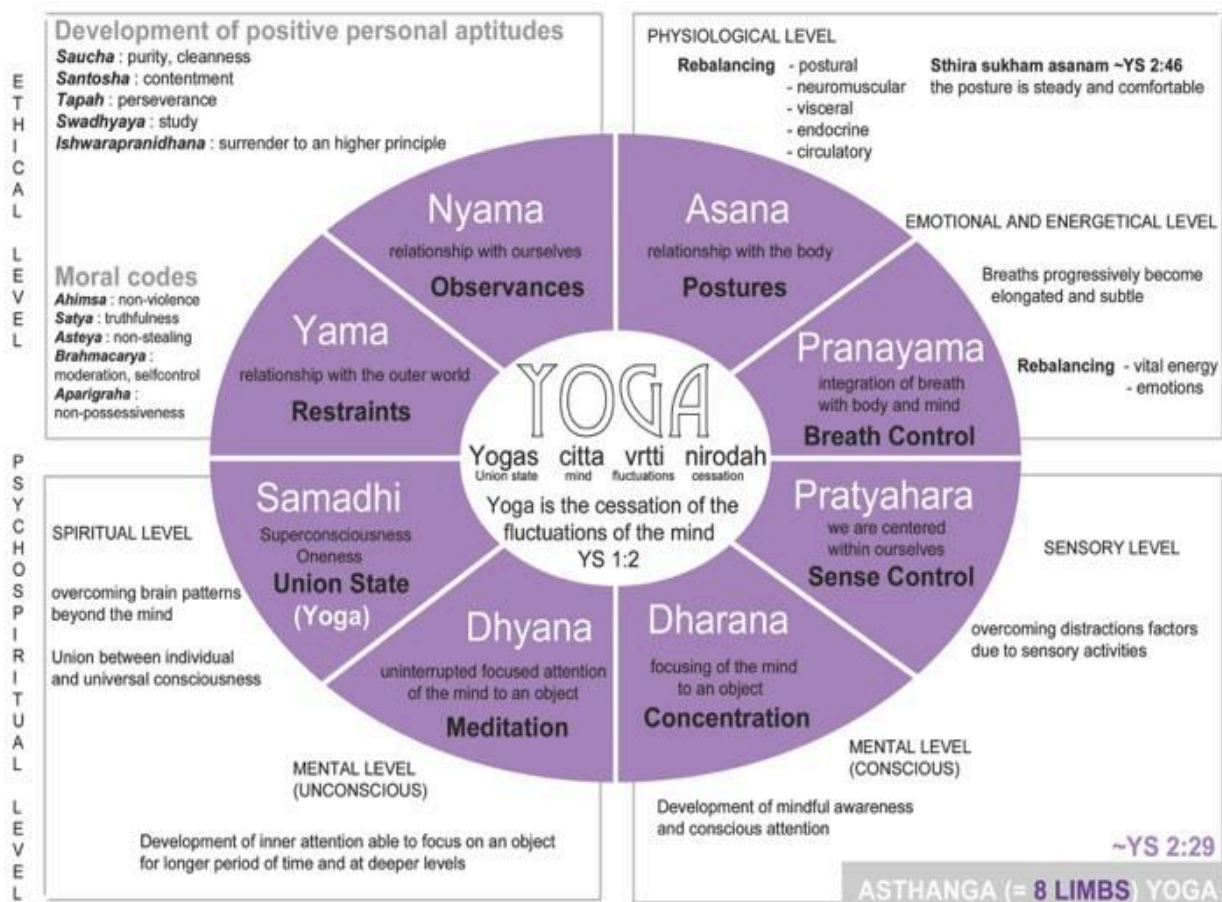 ETHICAL LEVEL
Development of positive personal aptitudes
Saucha : purity, cleanness
Santosha : contentment
Tapah : perseverance
Swadhyaya : study
Ishwarapranidhana : surrender to an higher principle
Moral codes
Ahimsa : non-violence
Satya : truthfulness
Asteya : non-stealing
Brahmacarya :
moderation, selfcontrol
Aparigraha :
non-possessiveness
PHYSIOLOGICAL LEVEL
Rebalancing - postural
- neuromuscular
- visceral
- endocrine
- circulatory
Sthira sukham asanam ~YS 2:46
the posture is steady and comfortable
EMOTIONAL AND ENERGETICAL LEVEL
Breaths progressively become
elongated and subtle
Rebalancing - vital energy
- emotions
Nyama
relationship with ourselves
Observances
Asana
relationship with the body
Postures
Yama
relationship with the outer world
Restraints
Pranayama
integration of breath
with body and mind
Breath Control
YOGA
Yogas citta vrtti nirodah
Union state mind fluctuations cessation
Yoga is the cessation of the
fluctuations of the mind
YS 1:2
Samadhi
Superconsciousness
Oneness
Union State
(Yoga)
Pratyahara
we are centered
within ourselves
Sense Control
Dhyana
uninterrupted focused attention
of the mind to an object
Meditation
Dharana
focusing of the mind
to an object
Concentration
PSYCHOSPIRITUAL LEVEL
SPIRITUAL LEVEL
overcoming brain patterns
beyond the mind
Union between individual
and universal consciousness
MENTAL LEVEL
(UNCONSCIOUS)
Development of inner attention able to focus on an object
for longer period of time and at deeper levels
SENSORY LEVEL
overcoming distractions factors
due to sensory activities
MENTAL LEVEL
(CONSCIOUS)
Development of mindful awareness
and conscious attention
~YS 2:29
ASTHANGA (= 8 LIMBS) YOGA